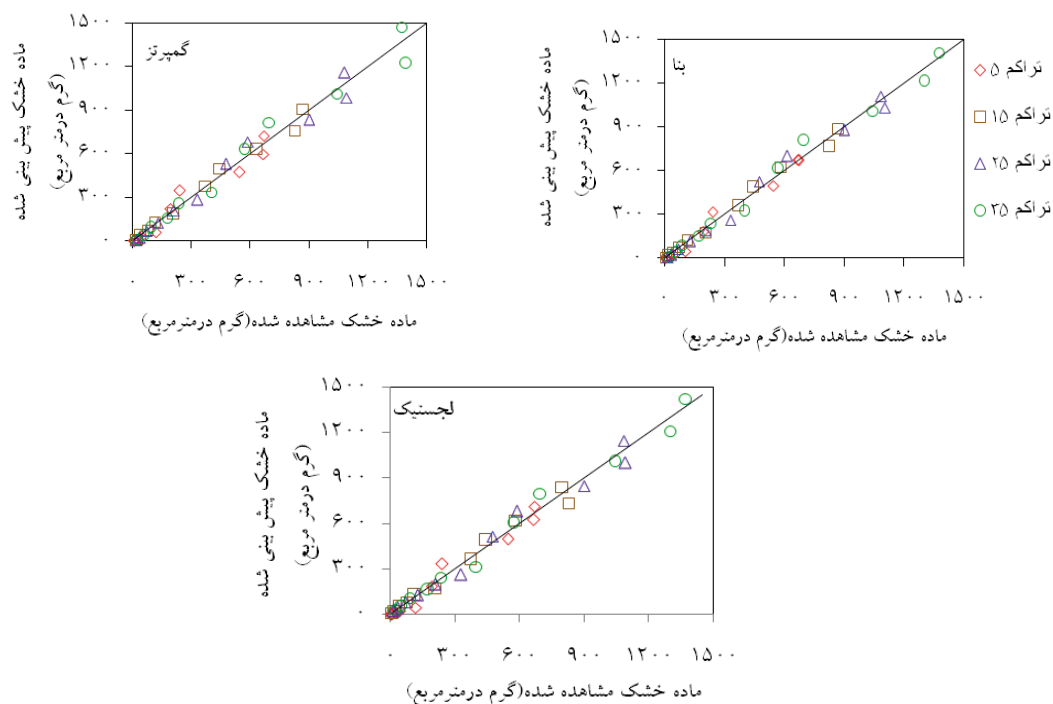 گمپرتز
ماده خشک پیش بینی شده
(گرم درمتر مربع)
۱۵۰۰
۱۲۰۰
۹۰۰
۶۰۰
۳۰۰
۰
۰ ۳۰۰ ۶۰۰ ۹۰۰ ۱۲۰۰ ۱۵۰۰
ماده خشک مشاهده شده(گرم درمترمربع)
بتا
ماده خشک پیش بینی شده
(گرم درمتر مربع)
۱۵۰۰
۱۲۰۰
۹۰۰
۶۰۰
۳۰۰
۰
۰ ۳۰۰ ۶۰۰ ۹۰۰ ۱۲۰۰ ۱۵۰۰
ماده خشک مشاهده شده(گرم درمترمربع)
تراکم ۵
تراکم ۱۵
تراکم ۲۵
تراکم ۳۵
لجستیک
ماده خشک پیش بینی شده
(گرم درمتر مربع)
۱۵۰۰
۱۲۰۰
۹۰۰
۶۰۰
۳۰۰
۰
۰ ۳۰۰ ۶۰۰ ۹۰۰ ۱۲۰۰ ۱۵۰۰
ماده خشک مشاهده شده(گرم درمترمربع)